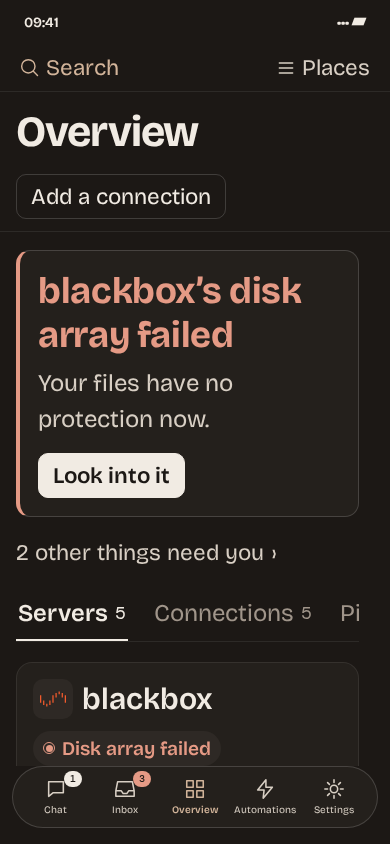 09:41
Search
Places
Overview
Add a connection
blackbox’s disk
array failed
Your files have no
protection now.
Look into it
2 other things need you ›
Servers 5
Connections 5
Pi
blackbox
Disk array failed
1
3
Chat
Inbox
Overview
Automations
Settings